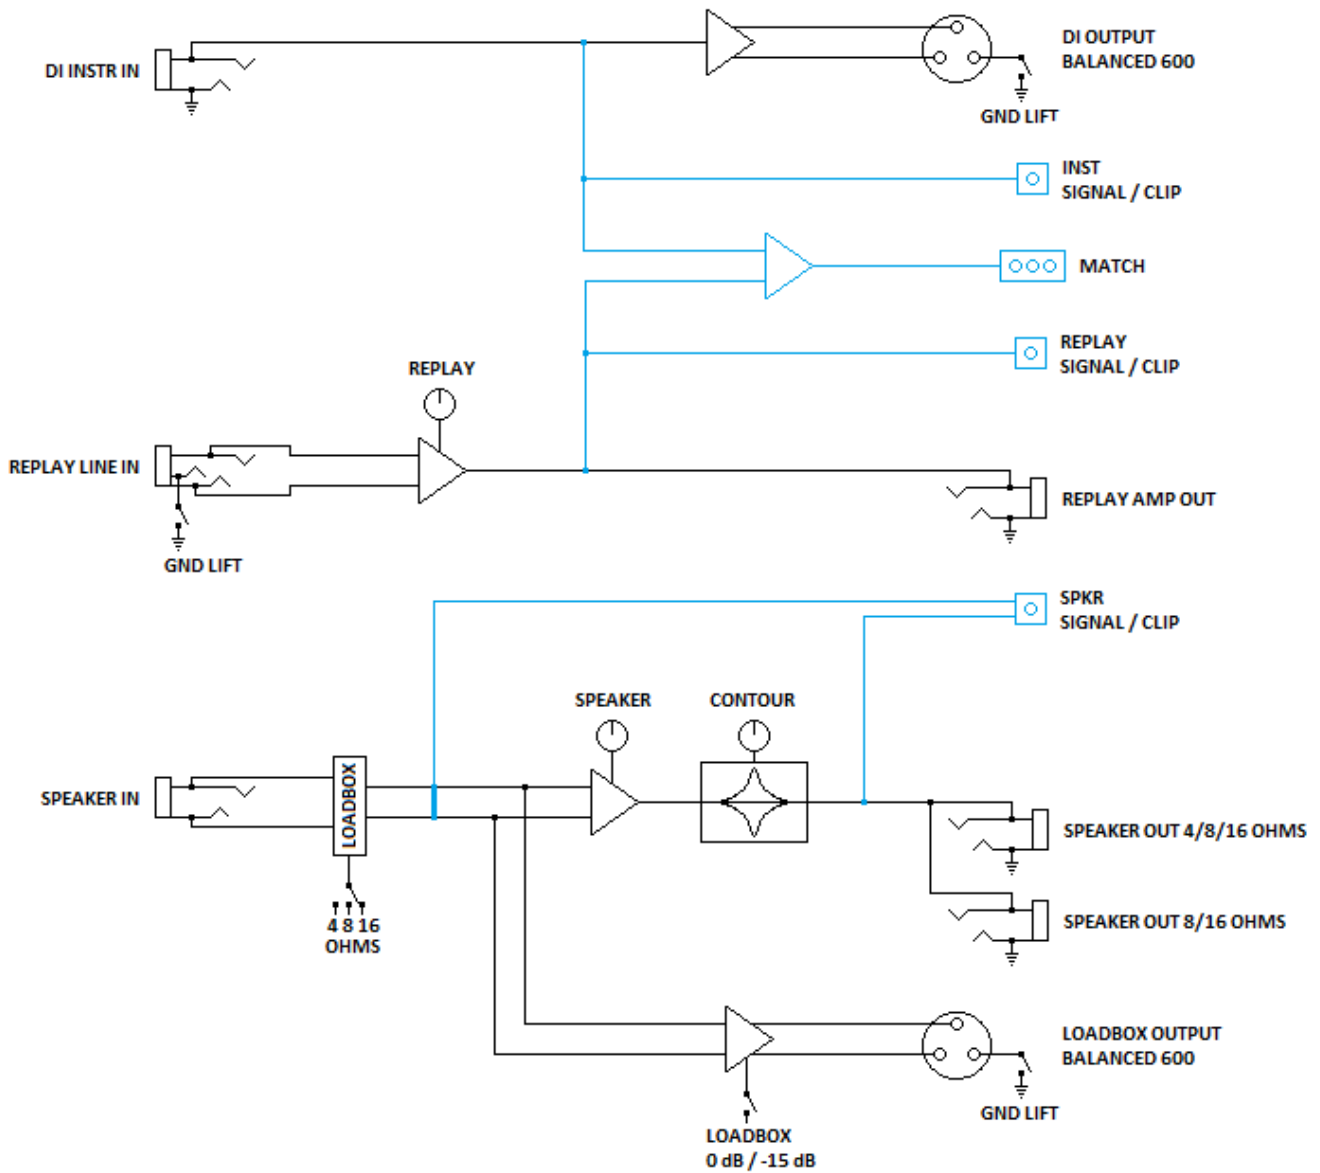 DI INSTR IN
DI OUTPUT
BALANCED 600
GND LIFT
INST
SIGNAL / CLIP
MATCH
REPLAY
SIGNAL / CLIP
REPLAY
REPLAY LINE IN
GND LIFT
REPLAY AMP OUT
SPKR
SIGNAL / CLIP
SPEAKER
CONTOUR
SPEAKER IN
LOADBOX
4 8 16
OHMS
SPEAKER OUT 4/8/16 OHMS
SPEAKER OUT 8/16 OHMS
LOADBOX OUTPUT
BALANCED 600
GND LIFT
LOADBOX
0 dB / -15 dB